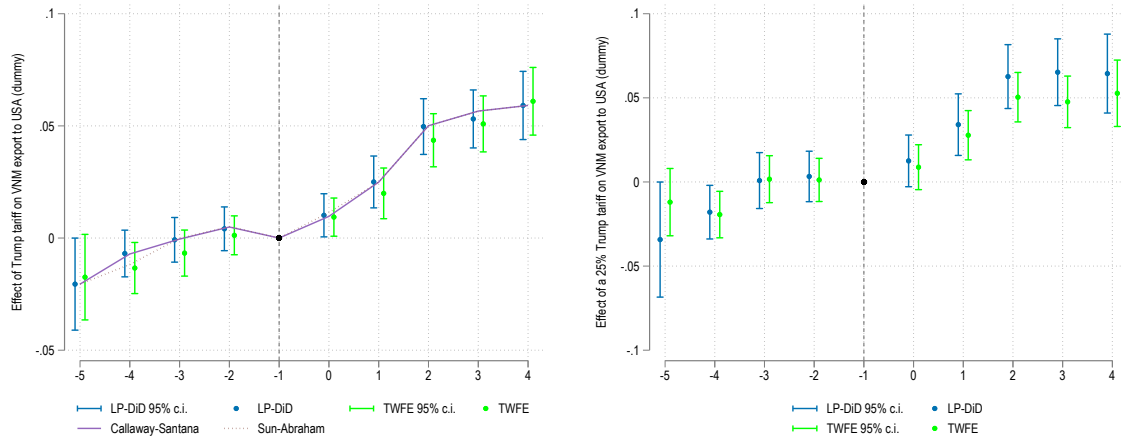 Effect of Trump tariff on VNM export to USA (dummy)
.1
.05
0
-.05
-5 -4 -3 -2 -1 0 1 2 3 4
LP-DiD 95% c.i. LP-DiD TWFE 95% c.i. TWFE
Callaway-Santana Sun-Abraham
Effect of a 25% Trump tariff on VNM export to USA (dummy)
.1
.05
0
-.05
-.1
-5 -4 -3 -2 -1 0 1 2 3 4
LP-DiD 95% c.i. LP-DiD
TWFE 95% c.i. TWFE